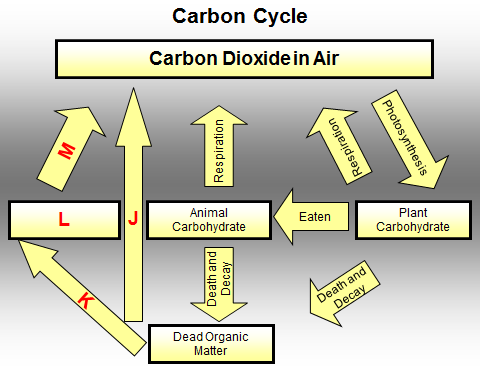 Carbon Cycle
Carbon Dioxide in Air
M
Respiration
Respiration
Photosynthesis
L
J
Animal
Carbohydrate
Eaten
Plant
Carbohydrate
K
Death and
Decay
Death and
Decay
Dead Organic
Matter